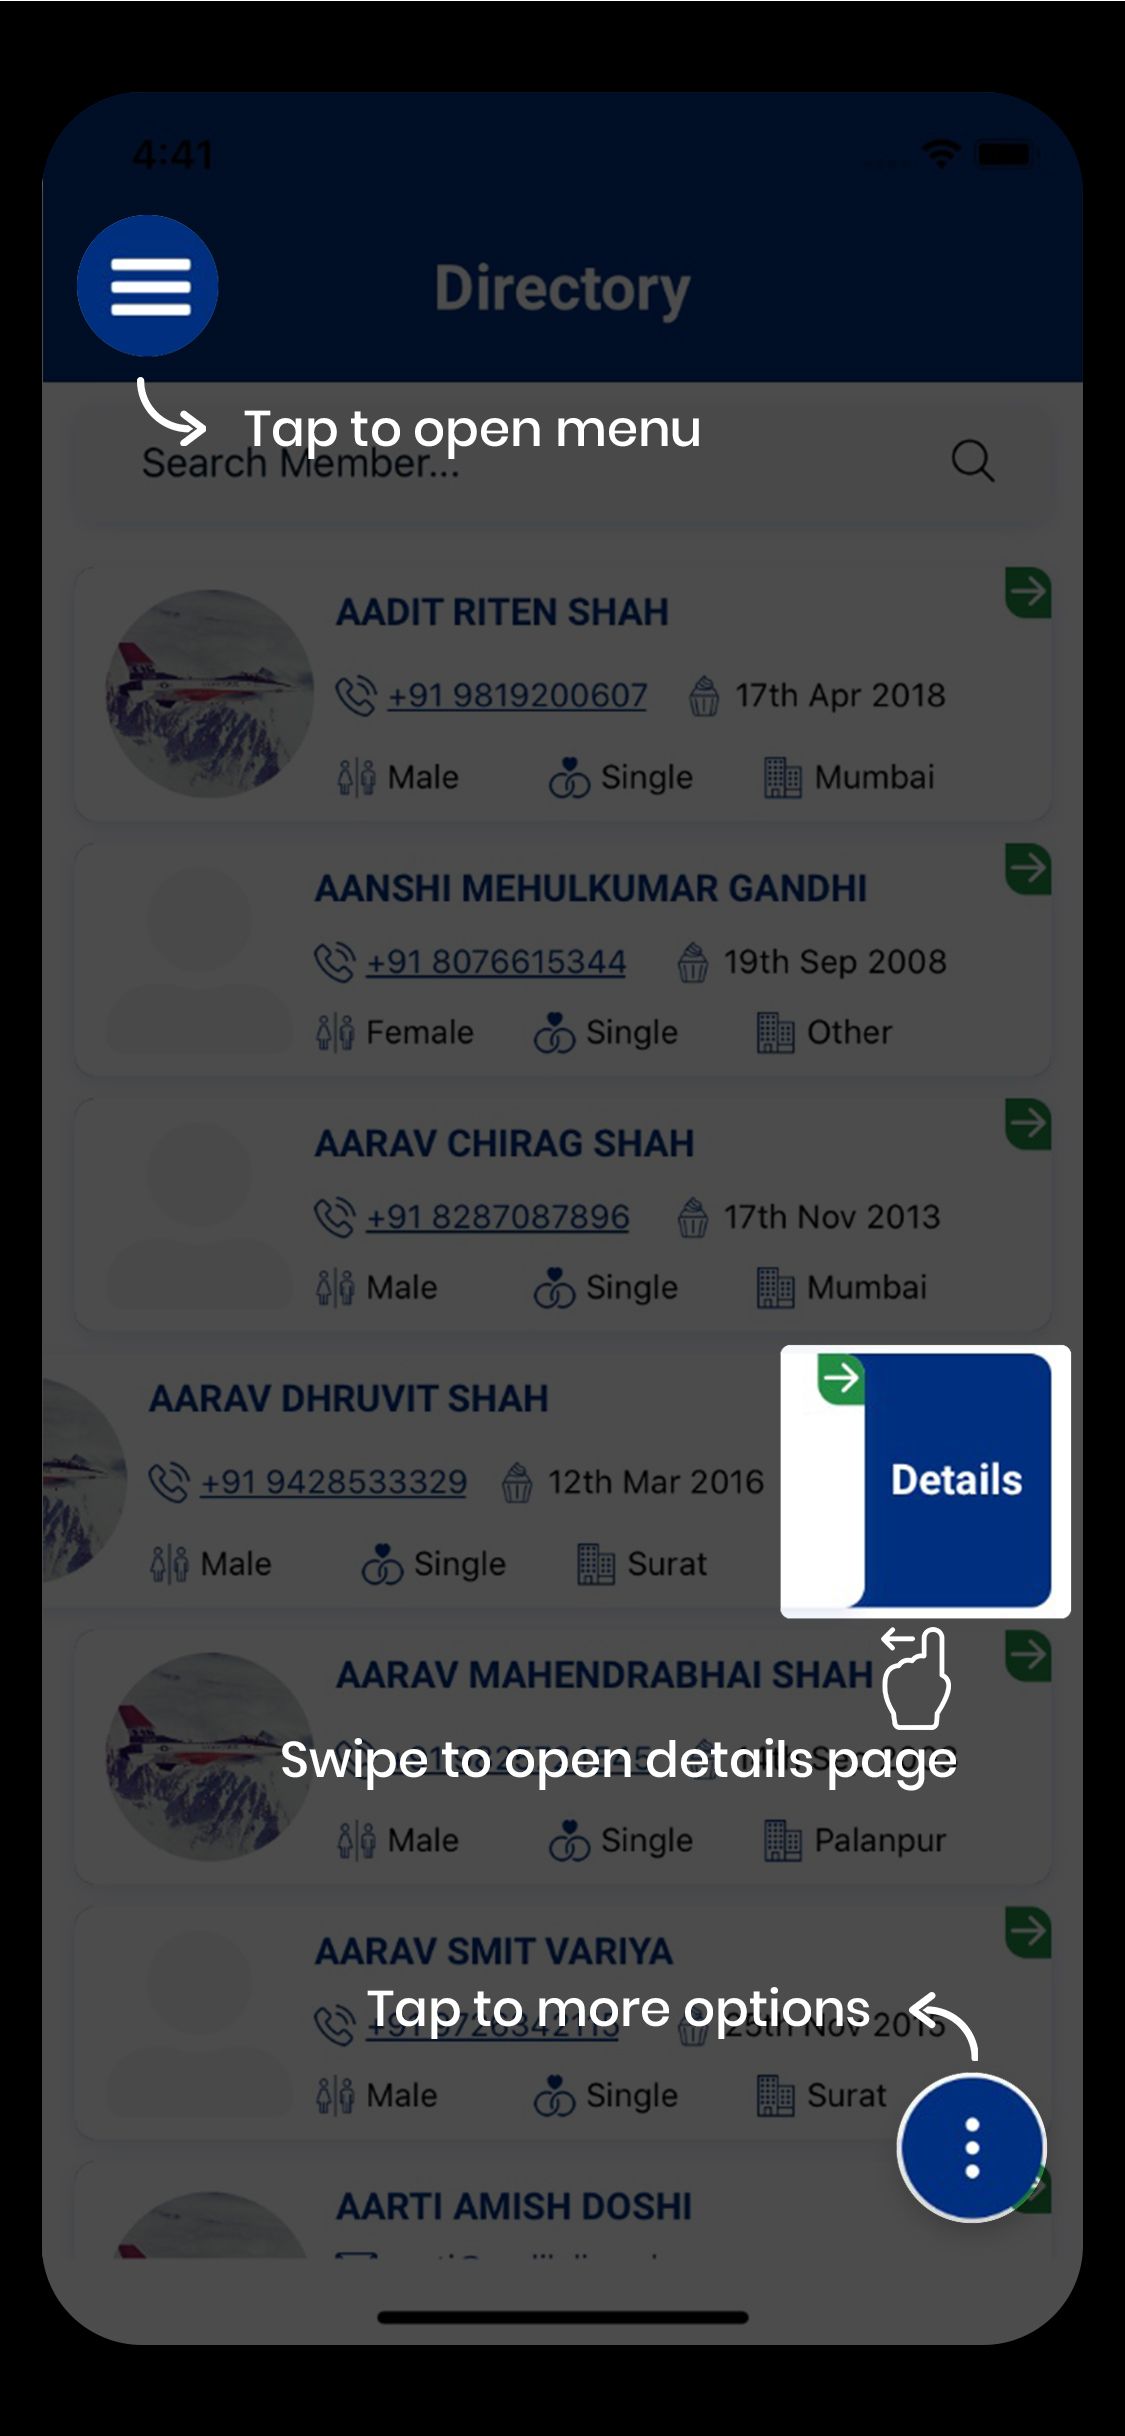 4:41
Directory
Tap to open menu
Search Member...
AADIT RITEN SHAH
+91 9819200607 17th Apr 2018
Male Single Mumbai
AANSHI MEHULKUMAR GANDHI
+91 8076615344 19th Sep 2008
Female Single Other
AARAV CHIRAG SHAH
+91 8287087896 17th Nov 2013
Male Single Mumbai
AARAV DHRUVIT SHAH
+91 9428533329 12th Mar 2016
Male Single Surat
Details
AARAV MAHENDRABHAI SHAH
Swipe to open details page
Male Single Palanpur
AARAV SMIT VARIYA
Tap to more options
25th Nov 2015
Male Single Surat
AARTI AMISH DOSHI